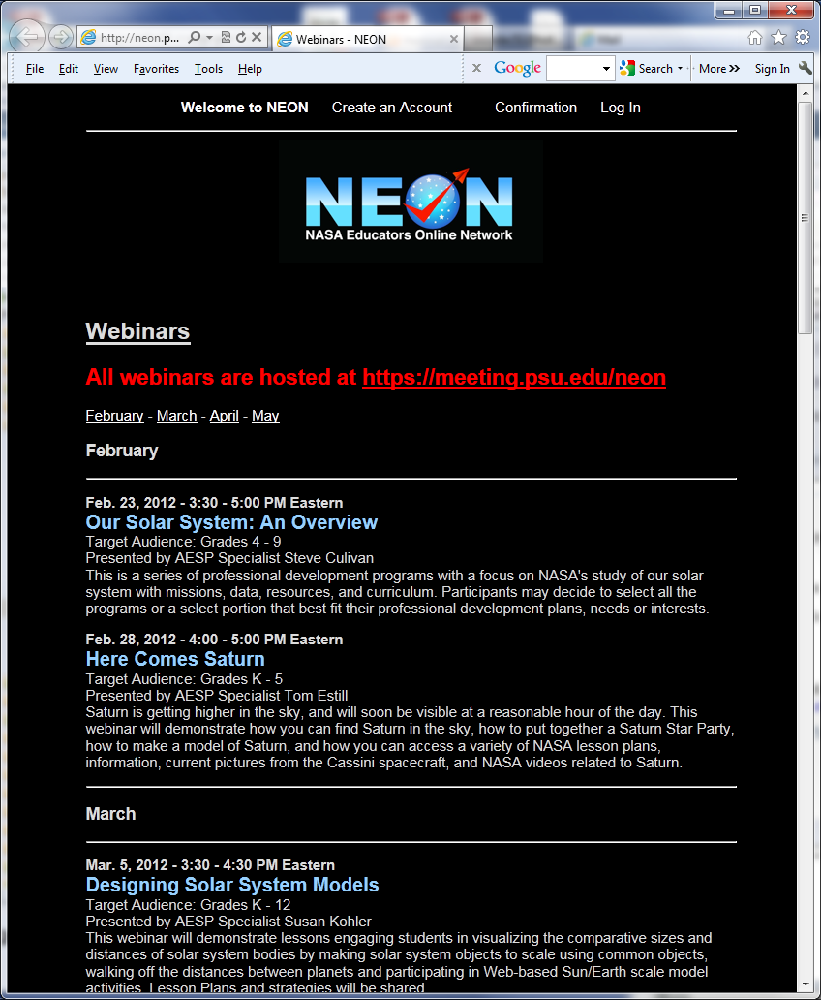 http://neon.p...
Webinars - NEON
File Edit View Favorites Tools Help
x Google Search More >> Sign In
Welcome to NEON Create an Account Confirmation Log In
NEON
NASA Educators Online Network
Webinars
All webinars are hosted at https://meeting.psu.edu/neon
February - March - April - May
February
Feb. 23, 2012 - 3:30 - 5:00 PM Eastern
Our Solar System: An Overview
Target Audience: Grades 4 - 9
Presented by AESP Specialist Steve Culivan
This is a series of professional development programs with a focus on NASA's study of our solar
system with missions, data, resources, and curriculum. Participants may decide to select all the
programs or a select portion that best fit their professional development plans, needs or interests.
Feb. 28, 2012 - 4:00 - 5:00 PM Eastern
Here Comes Saturn
Target Audience: Grades K - 5
Presented by AESP Specialist Tom Estill
Saturn is getting higher in the sky, and will soon be visible at a reasonable hour of the day. This
webinar will demonstrate how you can find Saturn in the sky, how to put together a Saturn Star Party,
how to make a model of Saturn, and how you can access a variety of NASA lesson plans,
information, current pictures from the Cassini spacecraft, and NASA videos related to Saturn.
March
Mar. 5, 2012 - 3:30 - 4:30 PM Eastern
Designing Solar System Models
Target Audience: Grades K - 12
Presented by AESP Specialist Susan Kohler
This webinar will demonstrate lessons engaging students in visualizing the comparative sizes and
distances of solar system bodies by making solar system objects to scale using common objects,
walking off the distances between planets and participating in Web-based Sun/Earth scale model
activities. Lesson Plans and strategies will be shared